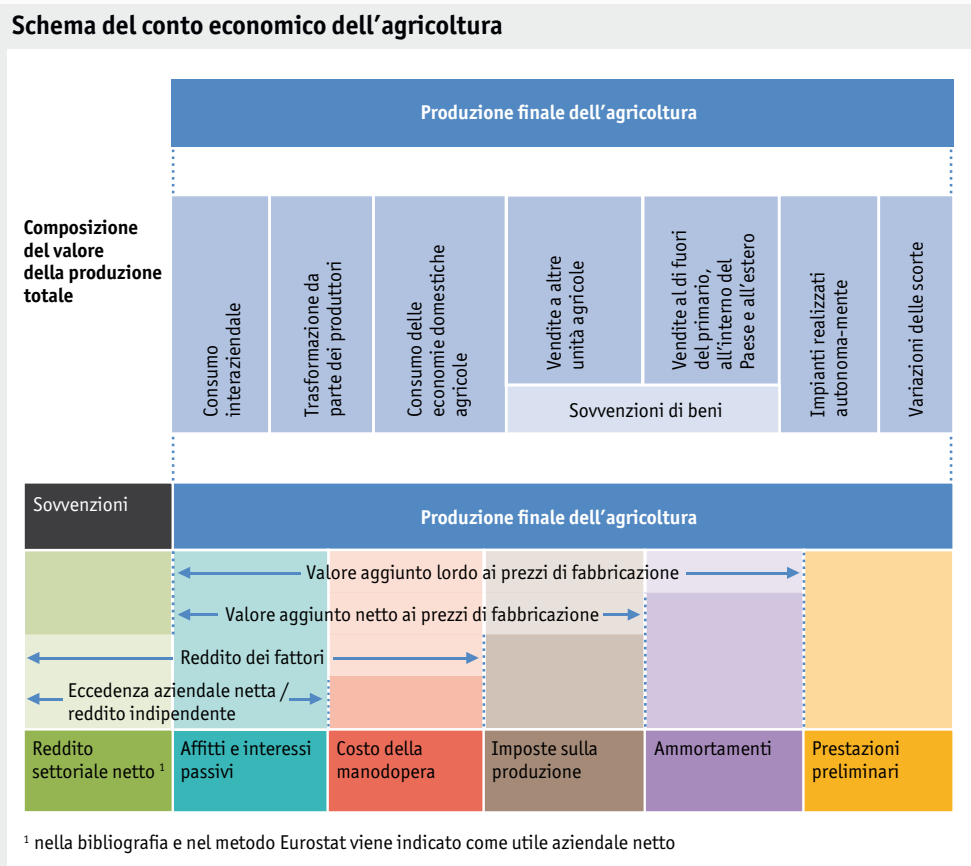 Schema del conto economico dell'agricoltura
Produzione finale dell'agricoltura
Composizione
del valore
della produzione
totale
Consumo
interaziendale
Trasformazione da
parte dei produttori
Consumo delle
economie domestiche
agricole
Vendite a altre
unità agricole
Vendite al di fuori
del primario,
all'interno del
Paese e all'estero
Sovvenzioni di beni
Impianti realizzati
autonoma-mente
Variazioni delle scorte
Sovvenzioni
Produzione finale dell'agricoltura
Valore aggiunto lordo ai prezzi di fabbricazione
Valore aggiunto netto ai prezzi di fabbricazione
Reddito dei fattori
Eccedenza aziendale netta /
reddito indipendente
Reddito
settoriale netto ¹
Affitti e interessi
passivi
Costo della
manodopera
Imposte sulla
produzione
Ammortamenti
Prestazioni
preliminari
¹ nella bibliografia e nel metodo Eurostat viene indicato come utile aziendale netto